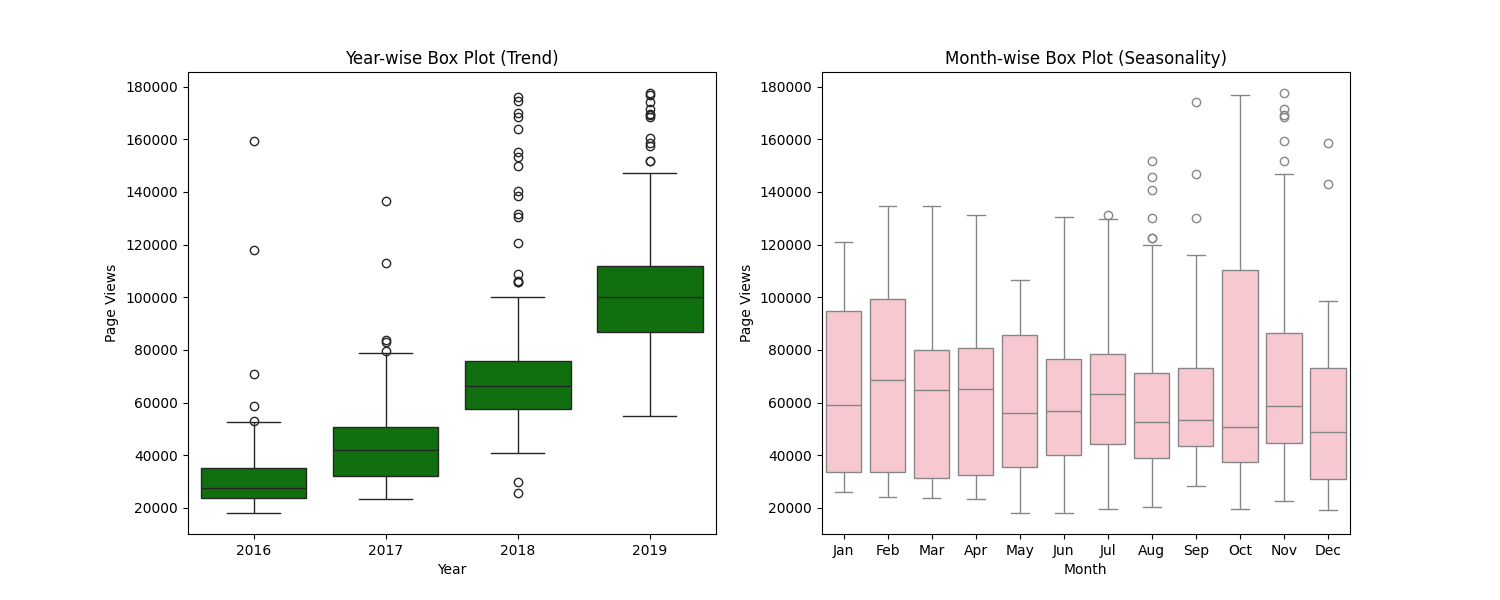 Year-wise Box Plot (Trend)
Page Views
180000
160000
140000
120000
100000
80000
60000
40000
20000
2016 2017 2018 2019
Year
Month-wise Box Plot (Seasonality)
Page Views
180000
160000
140000
120000
100000
80000
60000
40000
20000
Jan Feb Mar Apr May Jun Jul Aug Sep Oct Nov Dec
Month